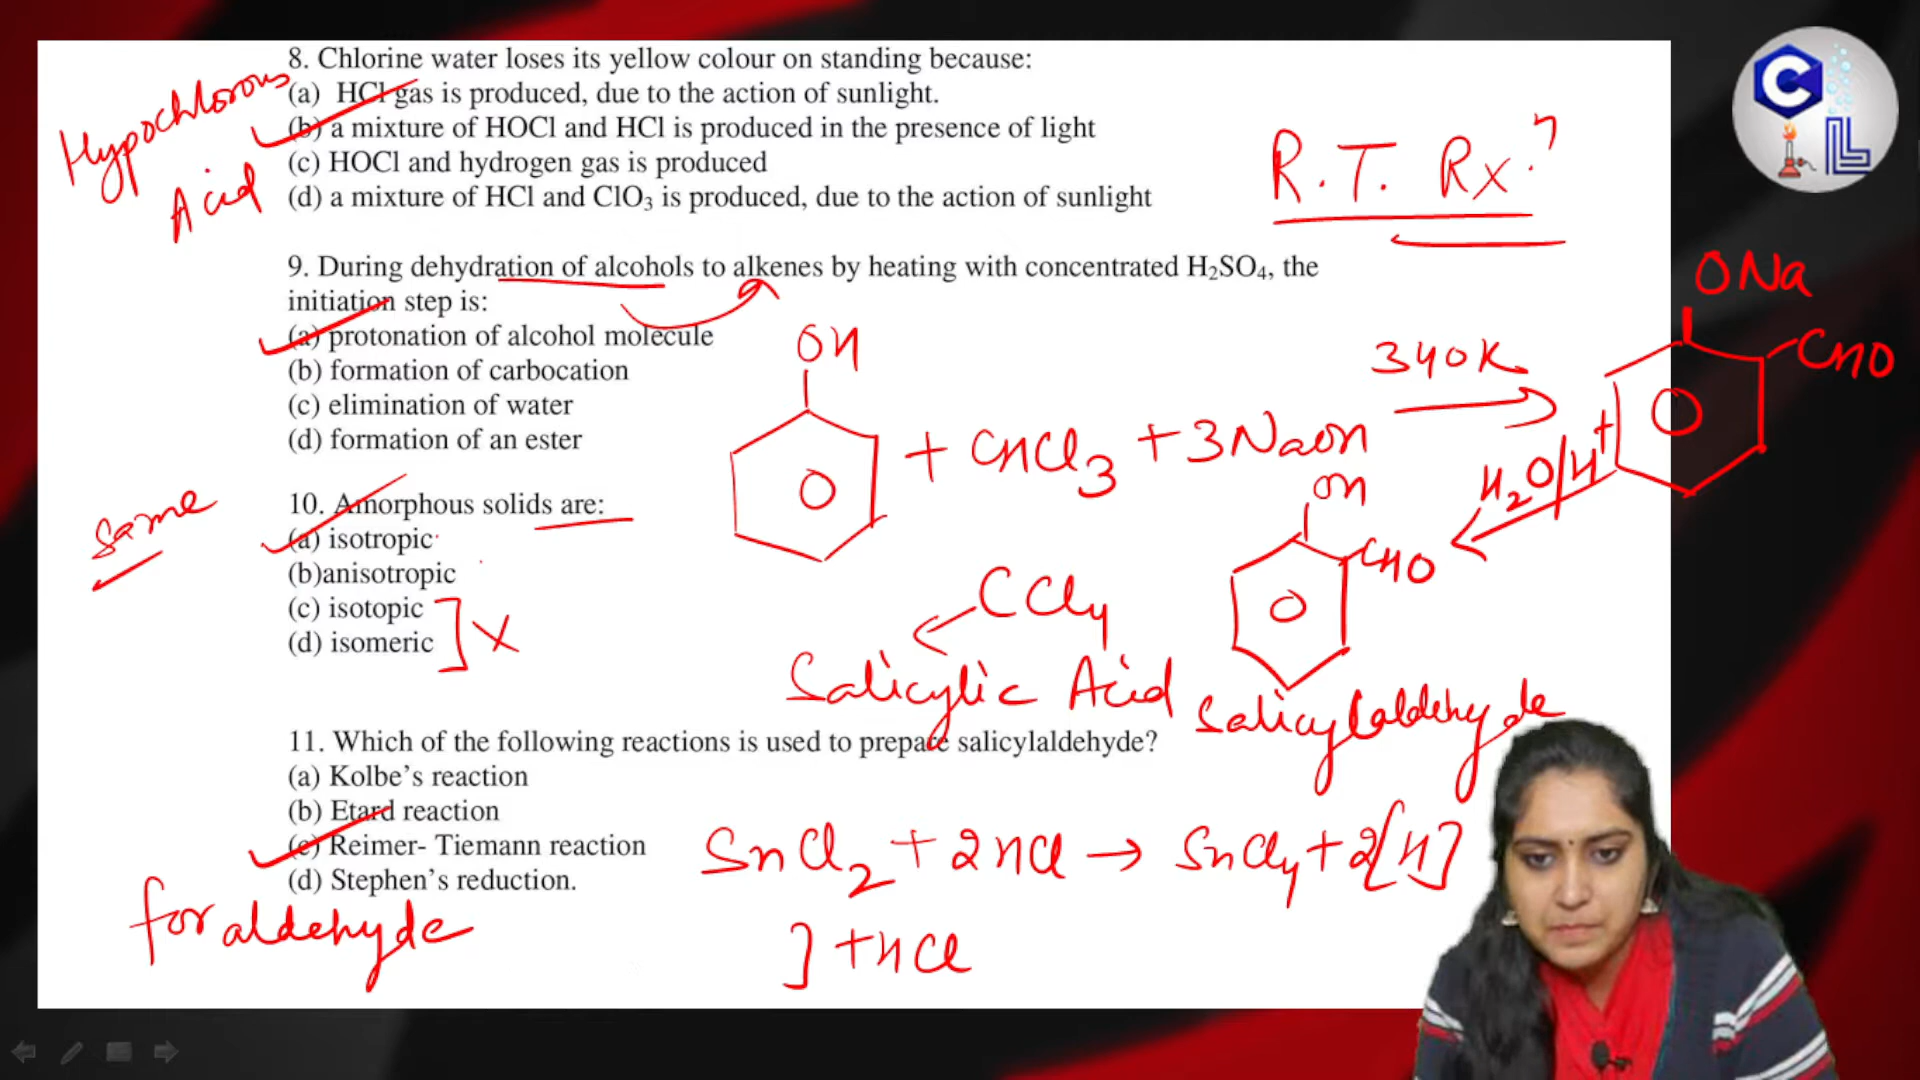 8. Chlorine water loses its yellow colour on standing because:
(a) HCl gas is produced, due to the action of sunlight.
(b) a mixture of HOCl and HCl is produced in the presence of light
(c) HOCl and hydrogen gas is produced
(d) a mixture of HCl and ClO₃ is produced, due to the action of sunlight
Hypochlorous
Acid
R.T. Rx.ⁿ
9. During dehydration of alcohols to alkenes by heating with concentrated H₂SO₄, the
initiation step is:
(a) protonation of alcohol molecule
(b) formation of carbocation
(c) elimination of water
(d) formation of an ester
OH
+ CHCl₃ + 3NaOH
340K
ONa
CHO
H₂O/H⁺
OH
CHO
Salicylaldehyde
CCl₄
Salicylic Acid
10. Amorphous solids are:
(a) isotropic
(b)anisotropic
(c) isotopic
(d) isomeric
] X
Same
11. Which of the following reactions is used to prepare salicylaldehyde?
(a) Kolbe’s reaction
(b) Etard reaction
(c) Reimer- Tiemann reaction
(d) Stephen’s reduction.
for aldehyde
SnCl₂ + 2HCl → SnCl₄ + 2[H]
] + HCl
C
L